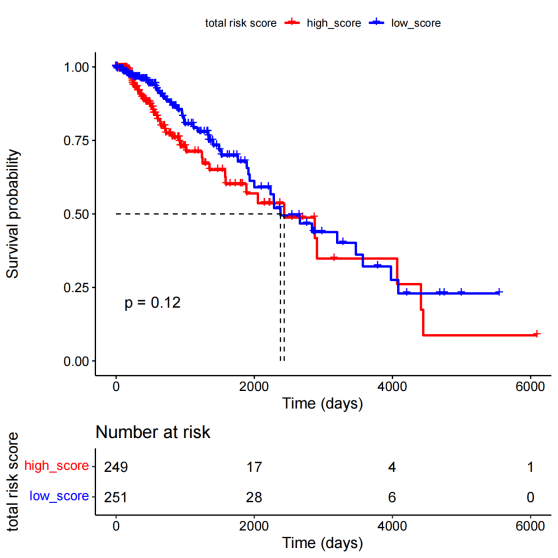 total risk score high_score low_score
Survival probability
1.00
0.75
0.50
0.25
0.00
p = 0.12
0 2000 4000 6000
Time (days)
Number at risk
total risk score
high_score 249 17 4 1
low_score 251 28 6 0
0 2000 4000 6000
Time (days)